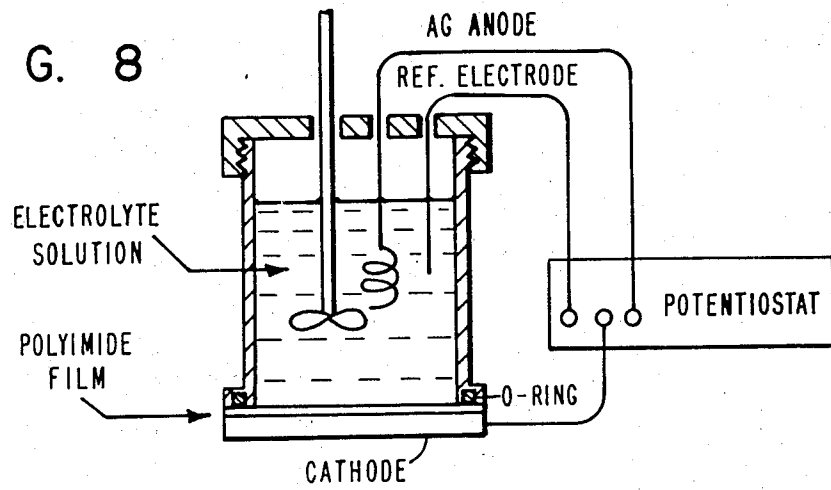 G. 8
AG ANODE
REF. ELECTRODE
ELECTROLYTE
SOLUTION
POTENTIOSTAT
POLYIMIDE
FILM
O-RING
CATHODE